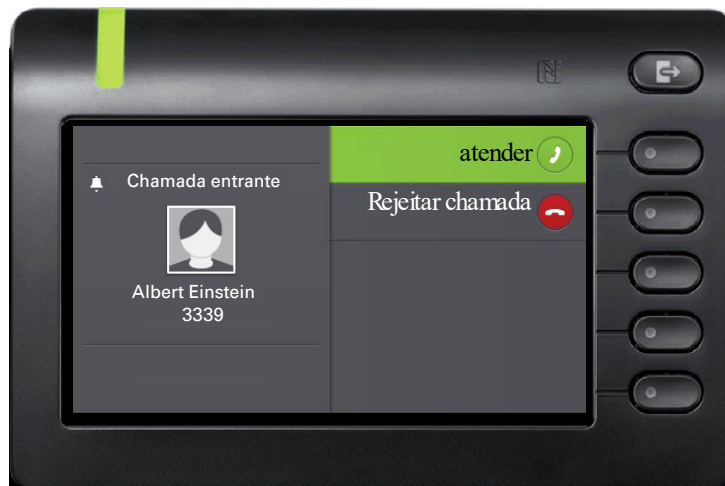 Chamada entrante
Albert Einstein
3339
atender
Rejeitar chamada